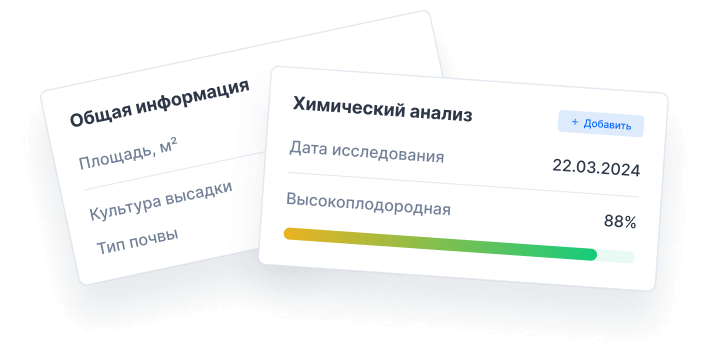 Общая информация
Площадь, м²
Культура высадки
Тип почвы
Химический анализ
+ Добавить
Дата исследования 22.03.2024
Высокоплодородная 88%